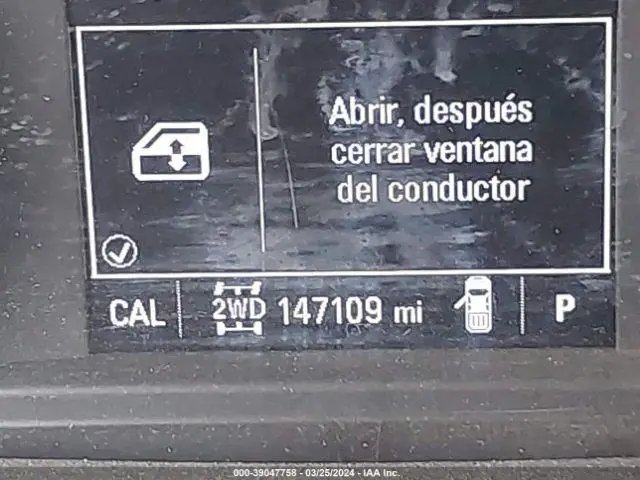 Abrir, después
cerrar ventana
del conductor
CAL 2WD 147109 mi P
000-39047758 - 03/25/2024 - IAA Inc.